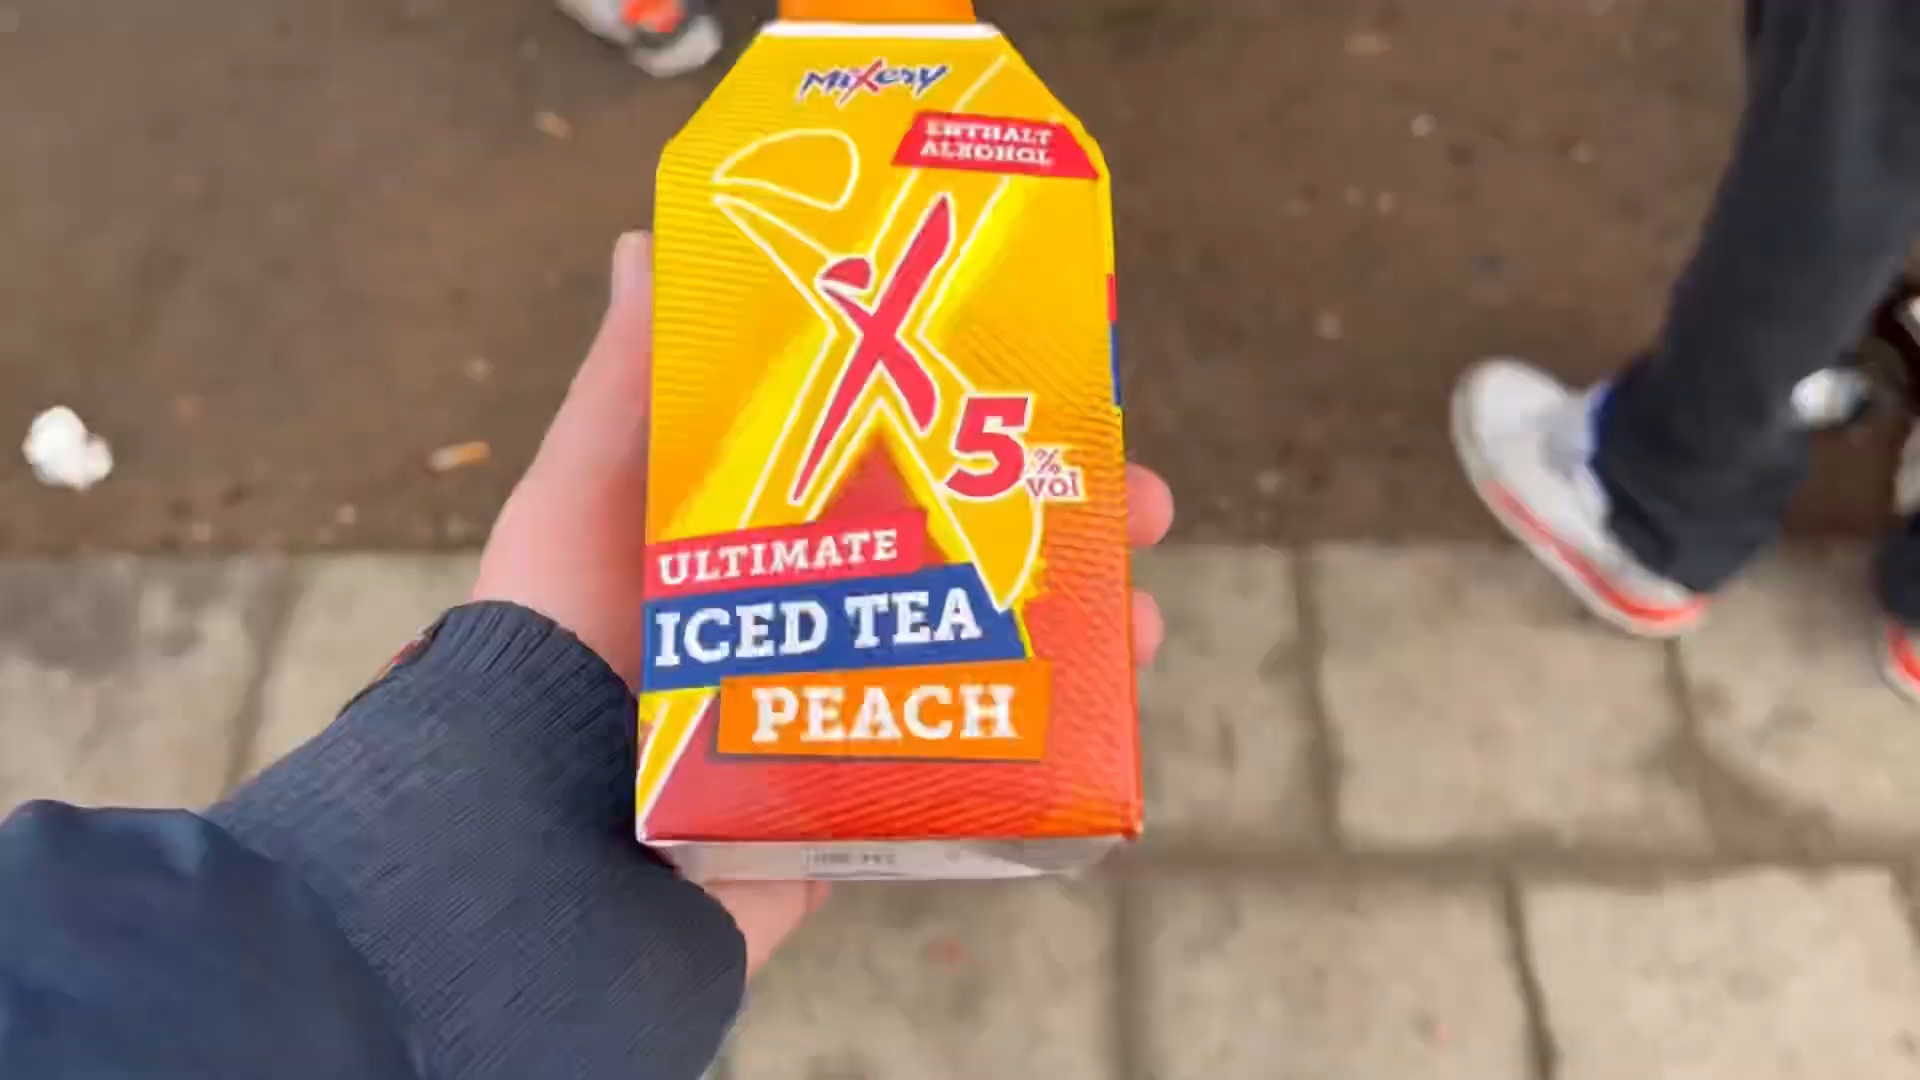 MiXery
ENTHÄLT
ALKOHOL
X
5
% vol
ULTIMATE
ICED TEA
PEACH